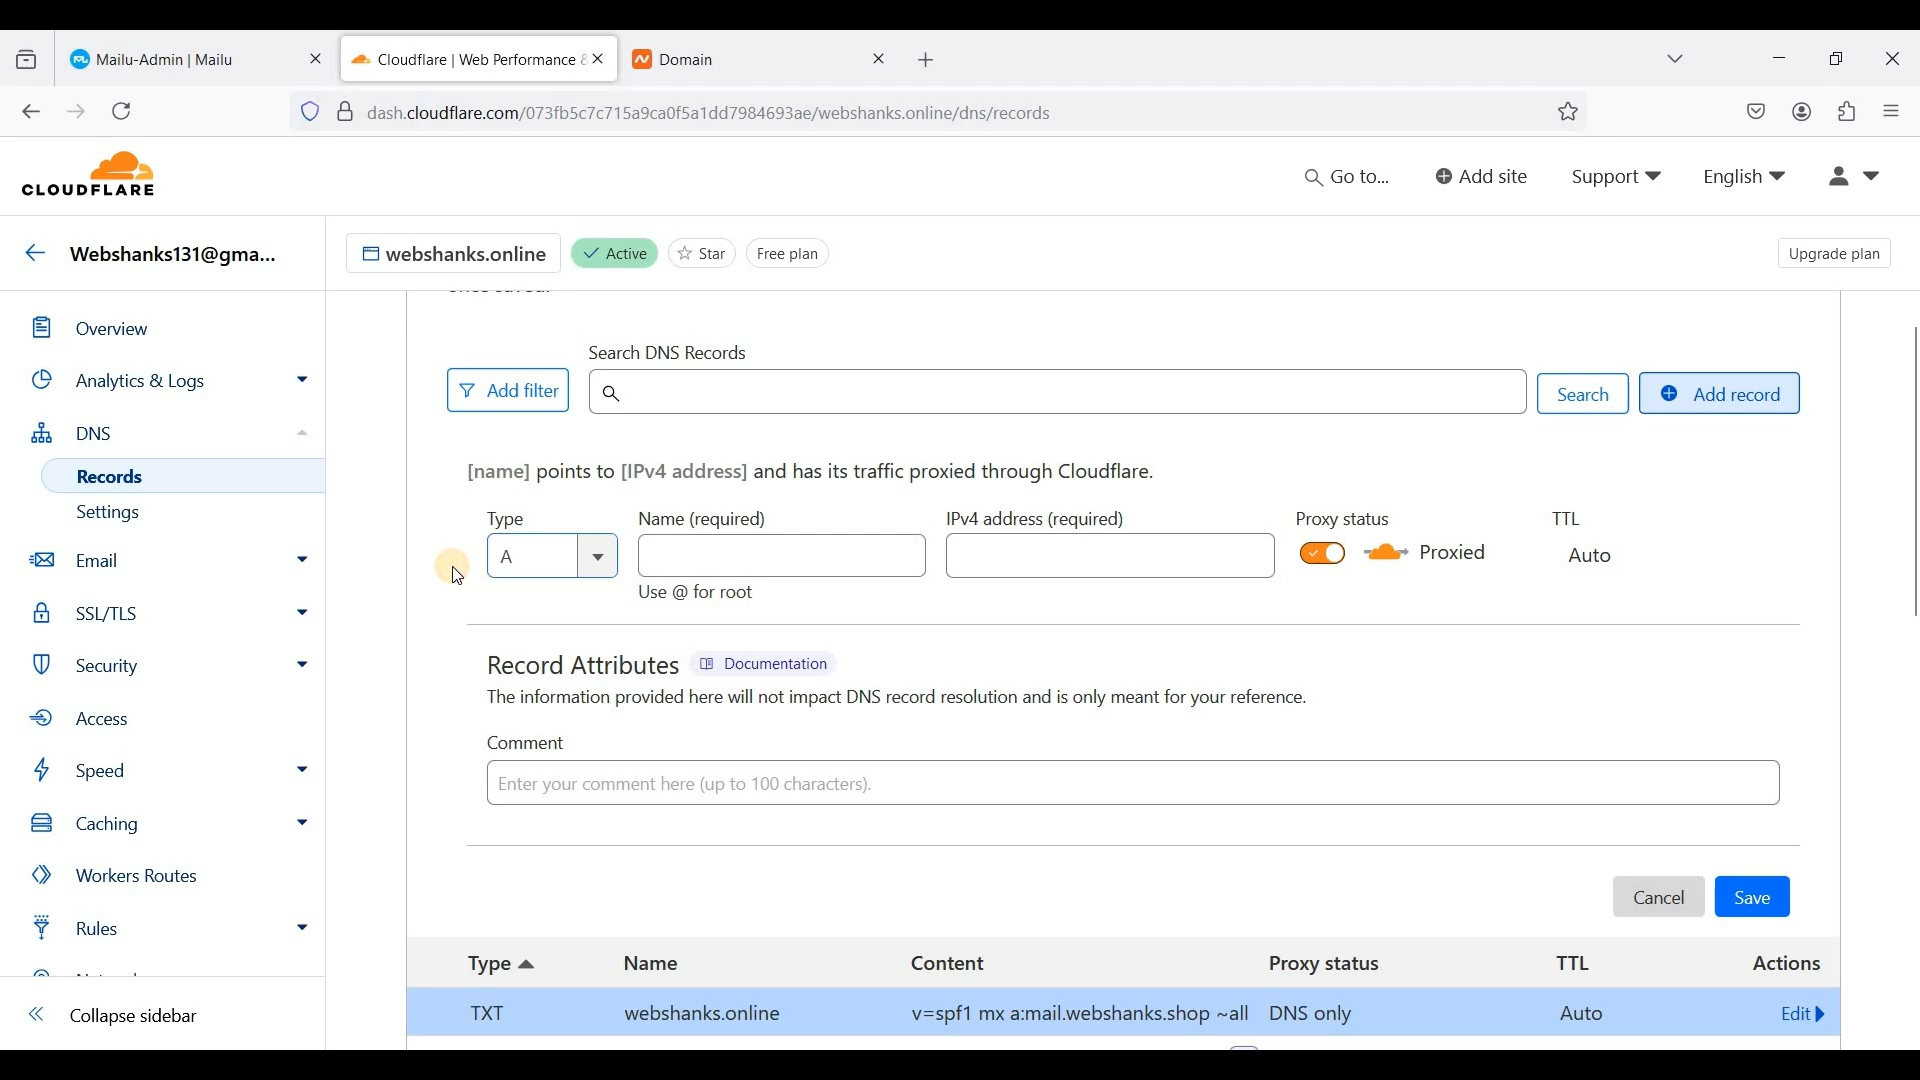 Mailu-Admin | Mailu
Cloudflare | Web Performance &
Domain
dash.cloudflare.com/073fb5c7c715a9ca0f5a1dd7984693ae/webshanks.online/dns/records
CLOUDFLARE
Go to...
Add site
Support
English
Webshanks131@gma...
webshanks.online
Active
Star
Free plan
Upgrade plan
Overview
Analytics & Logs
DNS
Records
Settings
Email
SSL/TLS
Security
Access
Speed
Caching
Workers Routes
Rules
Collapse sidebar
Search DNS Records
Add filter
Search
Add record
[name] points to [IPv4 address] and has its traffic proxied through Cloudflare.
Type
Name (required)
IPv4 address (required)
Proxy status
TTL
A
Proxied
Auto
Use @ for root
Record Attributes
Documentation
The information provided here will not impact DNS record resolution and is only meant for your reference.
Comment
Enter your comment here (up to 100 characters).
Cancel
Save
Type Name Content Proxy status TTL Actions
TXT webshanks.online v=spf1 mx a:mail.webshanks.shop ~all DNS only Auto Edit